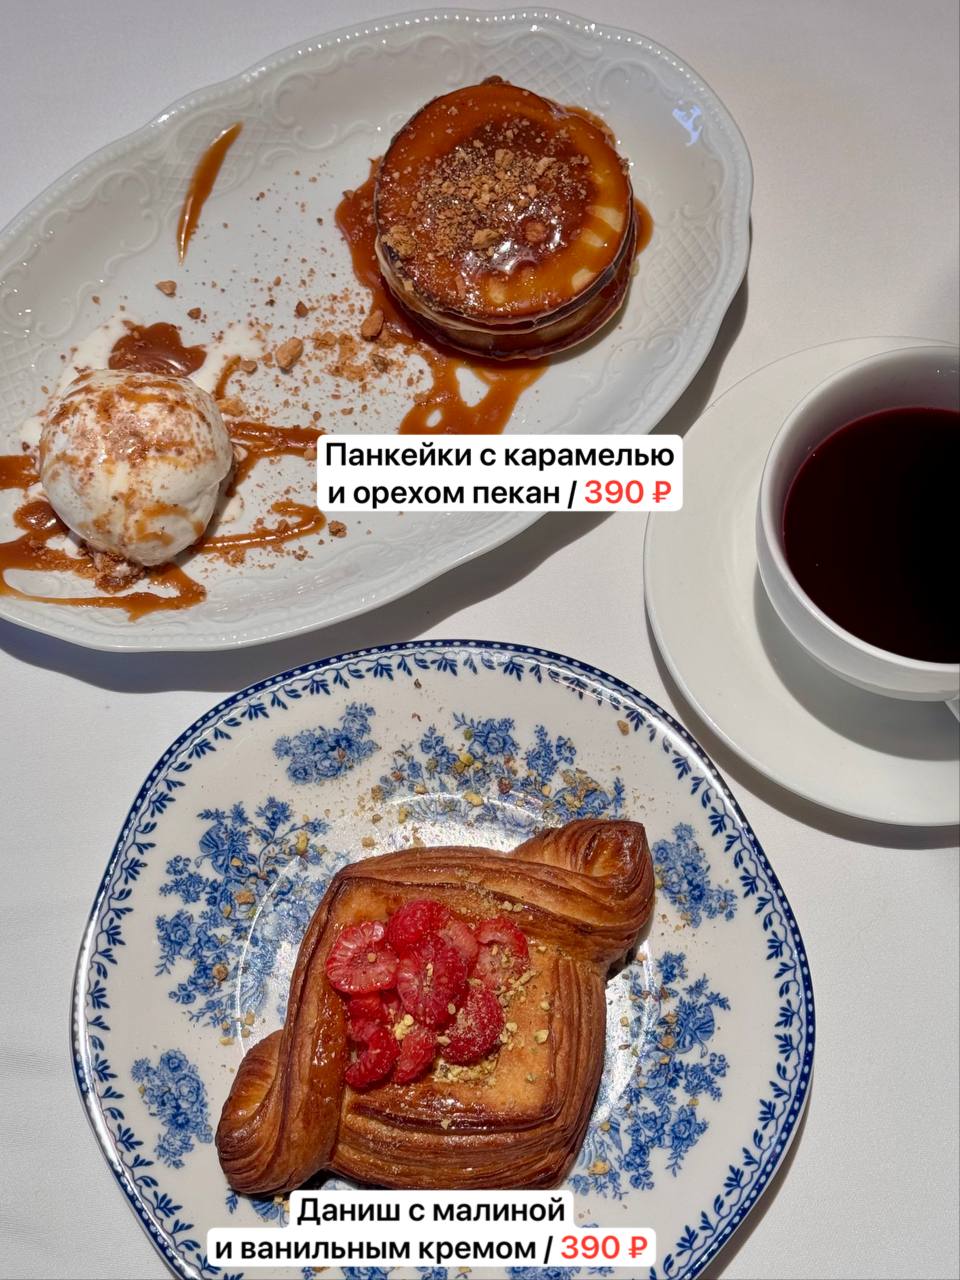 Панкейки с карамелью
и орехом пекан / 390 ₽
Даниш с малиной
и ванильным кремом / 390 ₽